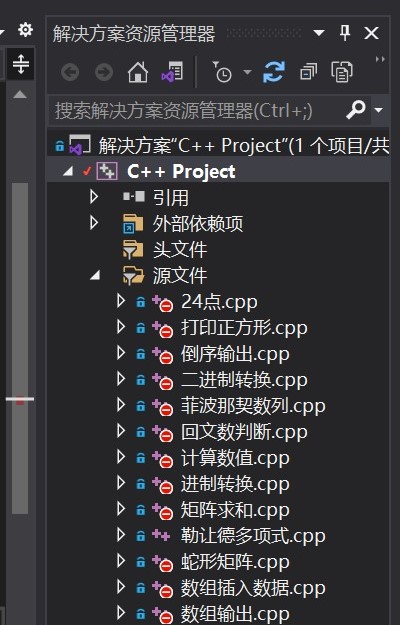 解决方案资源管理器
搜索解决方案资源管理器(Ctrl+;)
解决方案"C++ Project"(1 个项目/共
C++ Project
引用
外部依赖项
头文件
源文件
24点.cpp
打印正方形.cpp
倒序输出.cpp
二进制转换.cpp
菲波那契数列.cpp
回文数判断.cpp
计算数值.cpp
进制转换.cpp
矩阵求和.cpp
勒让德多项式.cpp
蛇形矩阵.cpp
数组插入数据.cpp
数组输出.cpp